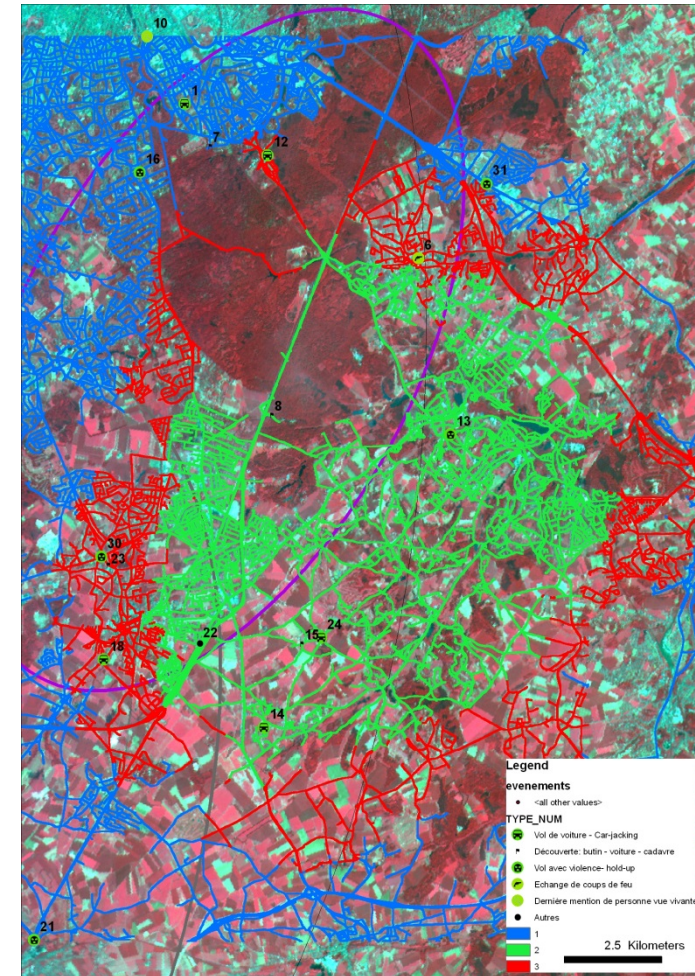 10
1
7
12
16
31
6
8
13
30
23
18
22
15
24
14
21
Legend
evenements
<all other values>
TYPE_NUM
Vol de voiture - Car-jacking
Découverte: butin - voiture - cadavre
Vol avec violence- hold-up
Echange de coups de feu
Dernière mention de personne vue vivante
Autres
1
2
3
2.5 Kilometers